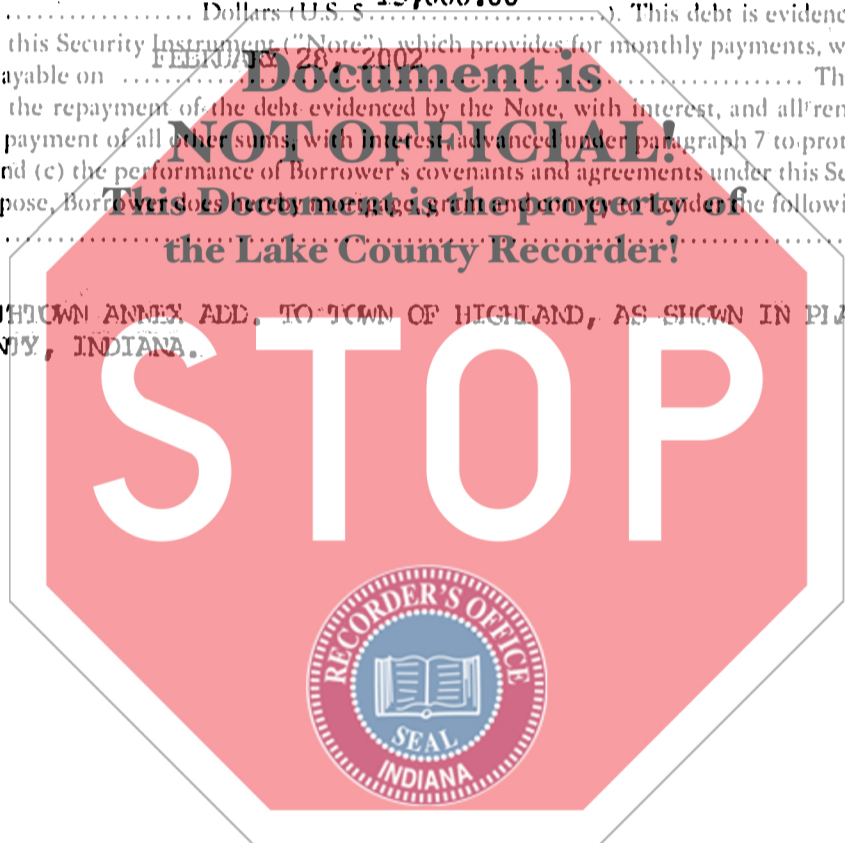 Dollars (U.S. $ 15,000.00 ). This debt is evidenc
this Security Instrument ("Note"), which provides for monthly payments, w
ayable on FEBRUARY 28, 2002 Th
the repayment of the debt evidenced by the Note, with interest, and all ren
payment of all other sums, with interest, advanced under paragraph 7 to prot
nd (c) the performance of Borrower's covenants and agreements under this Se
pose, Borrower does hereby mortgage, grant and convey to Lender the followi
Document is
NOT OFFICIAL!
This Document is the property of
the Lake County Recorder!
HTOWN ANNEX ADD. TO TOWN OF HIGHLAND, AS SHOWN IN PLA
NTY, INDIANA.
STOP
RECORDER'S OFFICE
SEAL
INDIANA